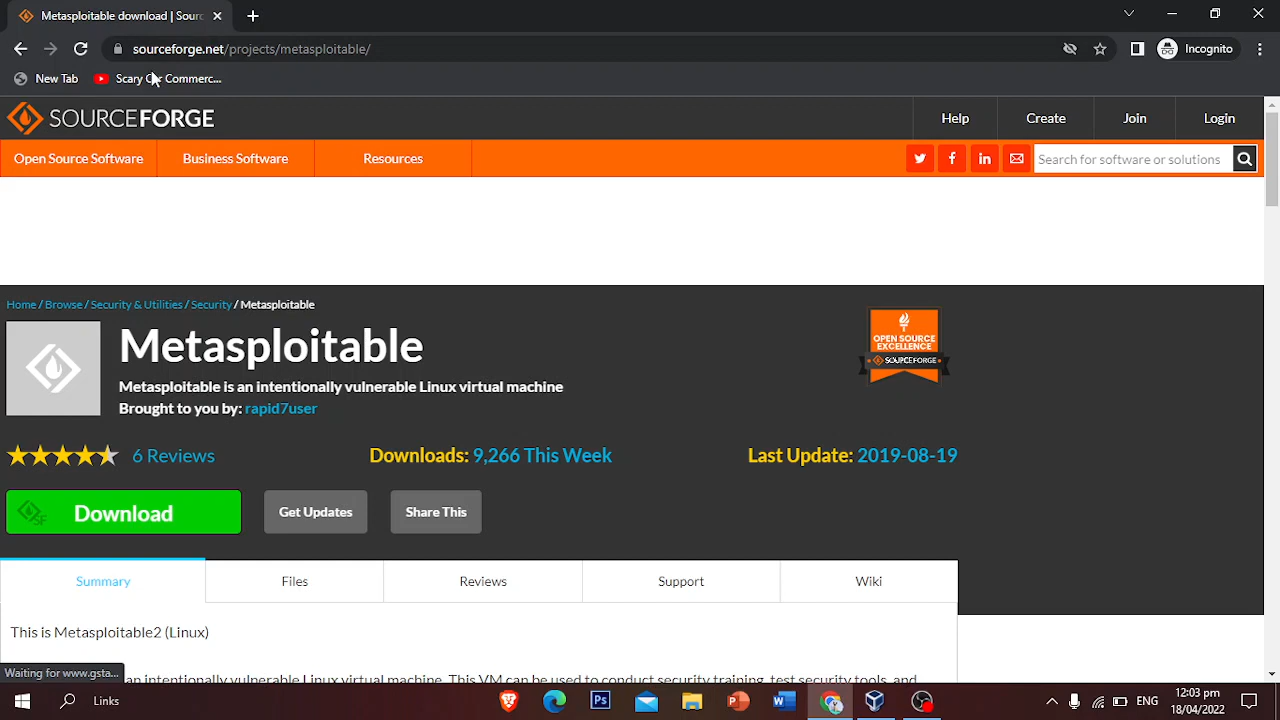 Metasploitable download | Sourc
sourceforge.net/projects/metasploitable/
Incognito
New Tab
Scary Commerc...
SOURCEFORGE
Help
Create
Join
Login
Open Source Software
Business Software
Resources
Search for software or solutions
Home / Browse / Security & Utilities / Security / Metasploitable
OPEN SOURCE
EXCELLENCE
SOURCEFORGE
Metasploitable
Metasploitable is an intentionally vulnerable Linux virtual machine
Brought to you by: rapid7user
6 Reviews
Downloads: 9,266 This Week
Last Update: 2019-08-19
SF
Download
Get Updates
Share This
Summary
Files
Reviews
Support
Wiki
This is Metasploitable2 (Linux)
Waiting for www.gsta...
an intentionally vulnerable Linux virtual machine. This VM can be used to conduct security training, test security tools, and
Links
Ps
ENG
12:03 pm
18/04/2022